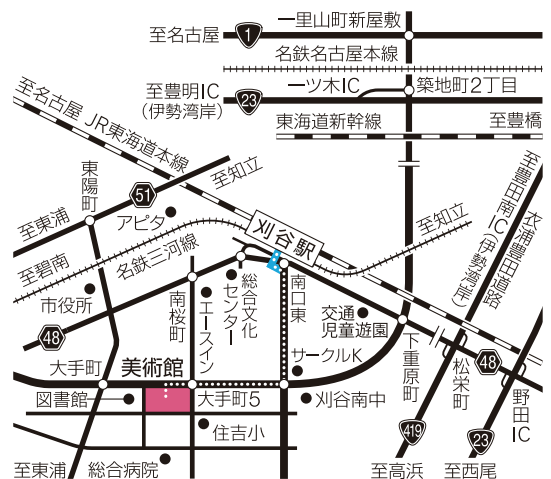 一里山町新屋敷
至名古屋
1
名鉄名古屋本線
至豊明IC
(伊勢湾岸)
23
一ツ木IC
築地町2丁目
東海道新幹線
至豊橋
至名古屋 JR東海道本線
東陽町
51
至知立
至東浦
アピタ
刈谷駅
至知立
至豊田南IC(伊勢湾岸)
衣浦豊田道路
至碧南
名鉄三河線
市役所
48
南桜町
エースイン
総合文化
センター
南口東
交通
児童遊園
サークルK
下重原町
松栄町
48
野田IC
大手町
美術館
図書館
大手町5
刈谷南中
住吉小
419
23
至東浦
総合病院
至高浜
至西尾